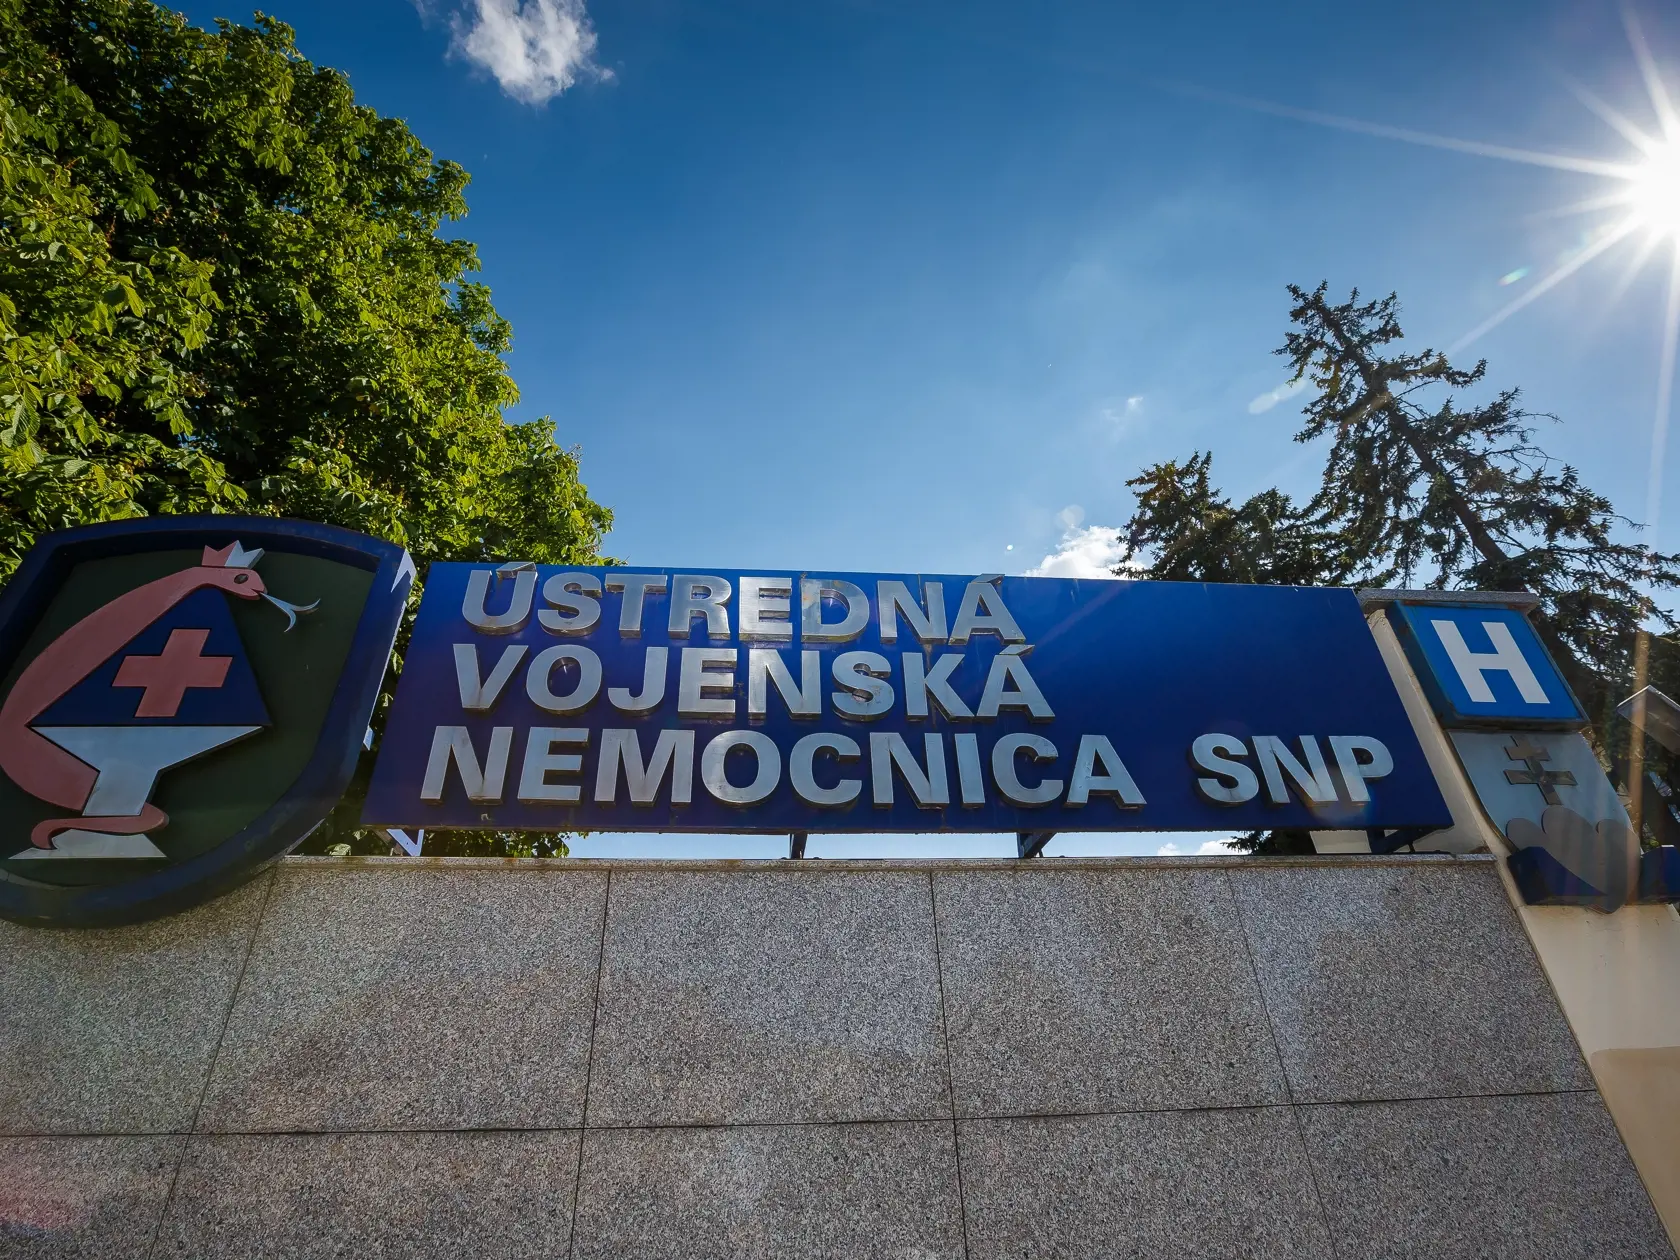 ÚSTREDNÁ
VOJENSKÁ
NEMOCNICA SNP
H